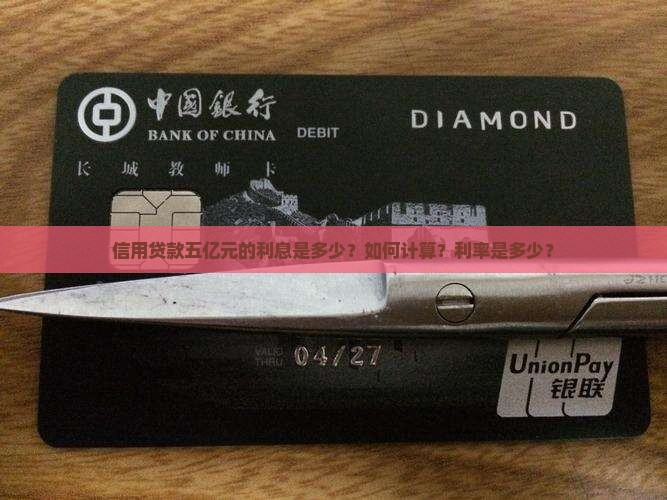 中國銀行
BANK OF CHINA
DEBIT
DIAMOND
长城教师卡
信用贷款五亿元的利息是多少？如何计算？利率是多少？
VALID
THRU
04/27
UnionPay
银联